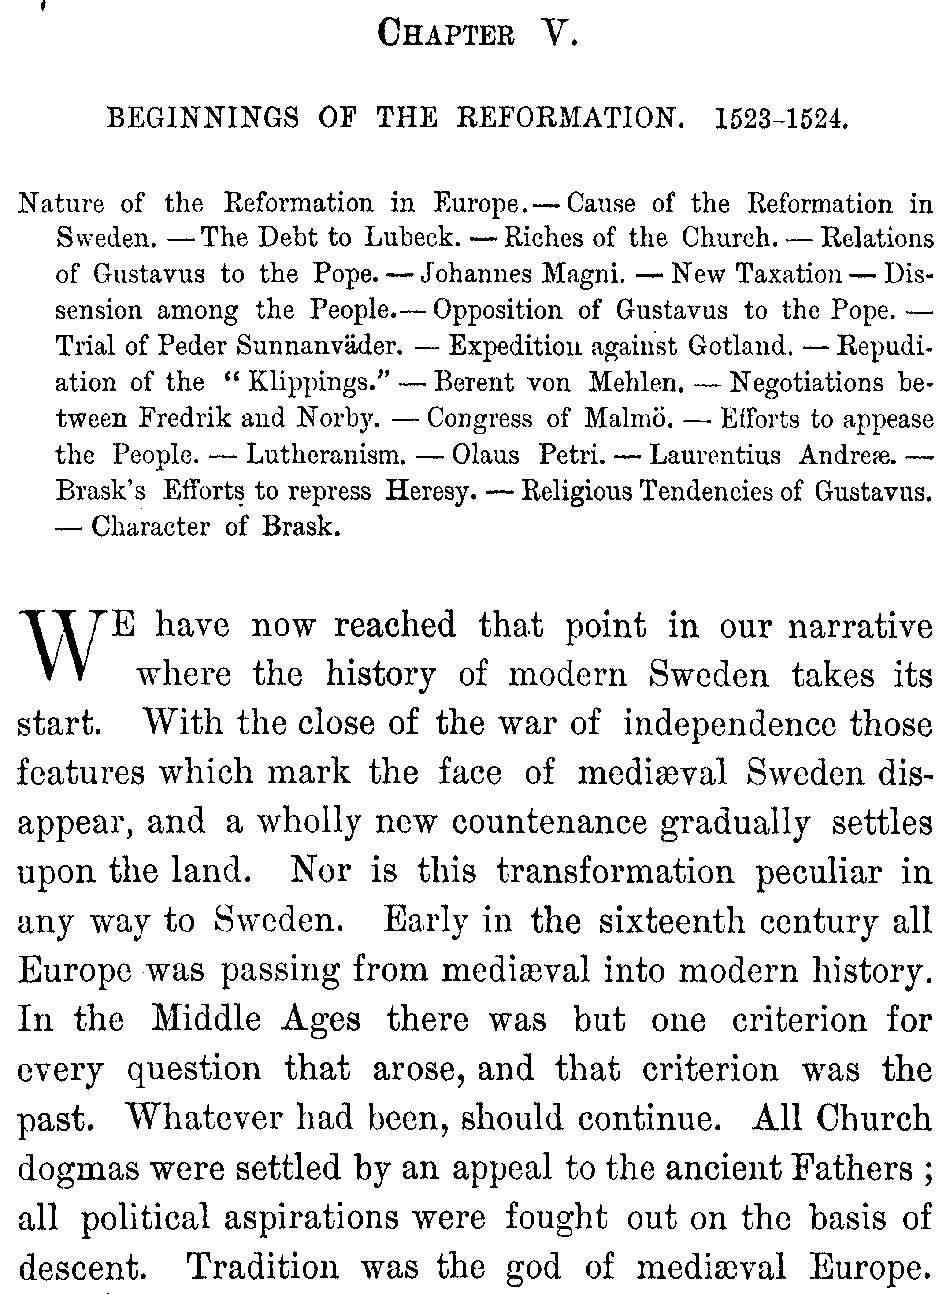 CHAPTER V.
BEGINNINGS OF THE REFORMATION. 1523-1524.
Nature of the Reformation in Europe.— Cause of the Reformation in
Sweden. — The Debt to Lubeck. — Riches of the Church. — Relations
of Gustavus to the Pope. — Johannes Magni. — New Taxation — Dis-
sension among the People.— Opposition of Gustavus to the Pope. —
Trial of Peder Sunnanväder. — Expedition against Gotland. — Repudi-
ation of the “ Klippings.” — Berent von Mehlen. — Negotiations be-
tween Fredrik and Norby. — Congress of Malmö. — Efforts to appease
the People. — Lutheranism. — Olaus Petri. — Laurentius Andreæ. —
Brask's Efforts to repress Heresy. — Religious Tendencies of Gustavus.
— Character of Brask.
WE have now reached that point in our narrative
where the history of modern Sweden takes its
start. With the close of the war of independence those
features which mark the face of mediæval Sweden dis-
appear, and a wholly new countenance gradually settles
upon the land. Nor is this transformation peculiar in
any way to Sweden. Early in the sixteenth century all
Europe was passing from mediæval into modern history.
In the Middle Ages there was but one criterion for
every question that arose, and that criterion was the
past. Whatever had been, should continue. All Church
dogmas were settled by an appeal to the ancient Fathers ;
all political aspirations were fought out on the basis of
descent. Tradition was the god of mediæval Europe.